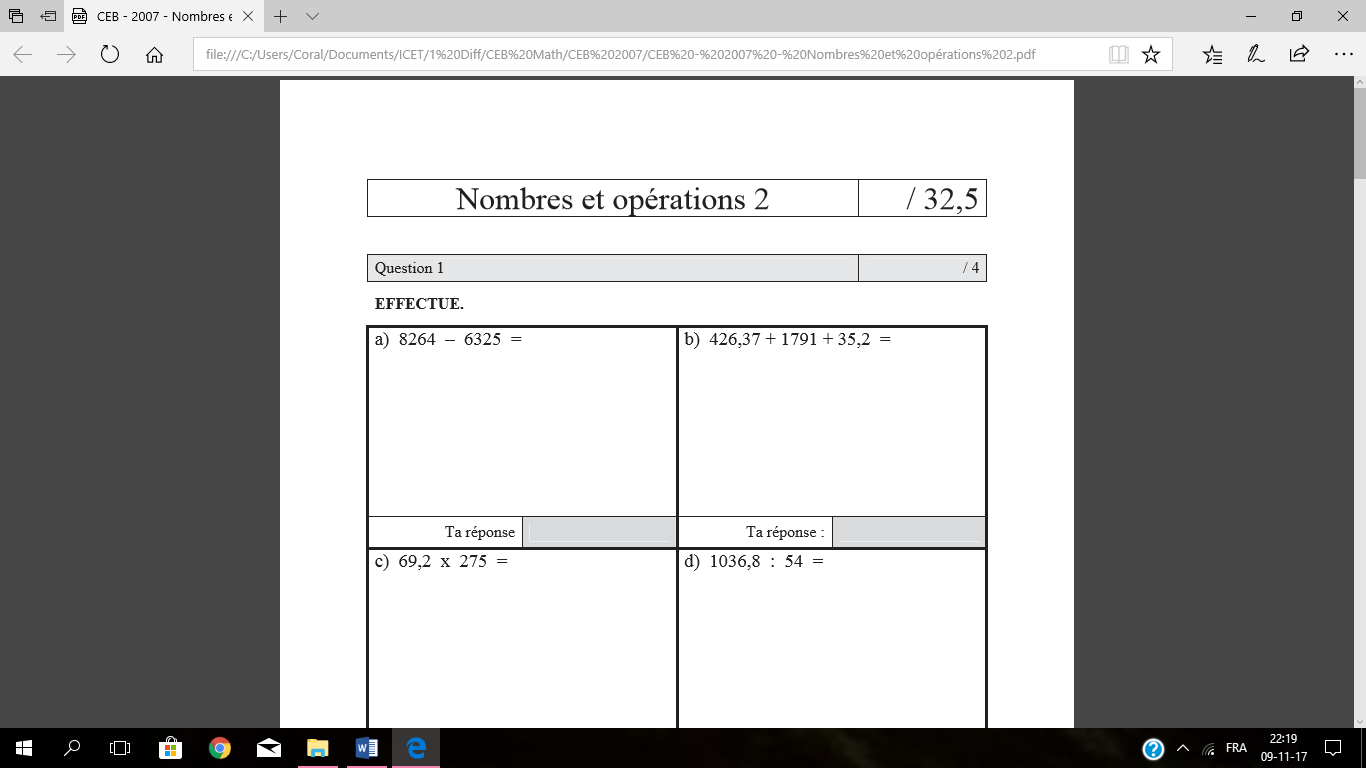 CEB - 2007 - Nombres e
file:///C:/Users/Coral/Documents/ICET/1%20Diff/CEB%20Math/CEB%202007/CEB%20-%202007%20-%20Nombres%20et%20opérations%202.pdf
Nombres et opérations 2 / 32,5
Question 1 / 4
EFFECTUE.
a) 8264 – 6325 =
b) 426,37 + 1791 + 35,2 =
Ta réponse
Ta réponse :
c) 69,2 x 275 =
d) 1036,8 : 54 =
FRA
22:19
09-11-17